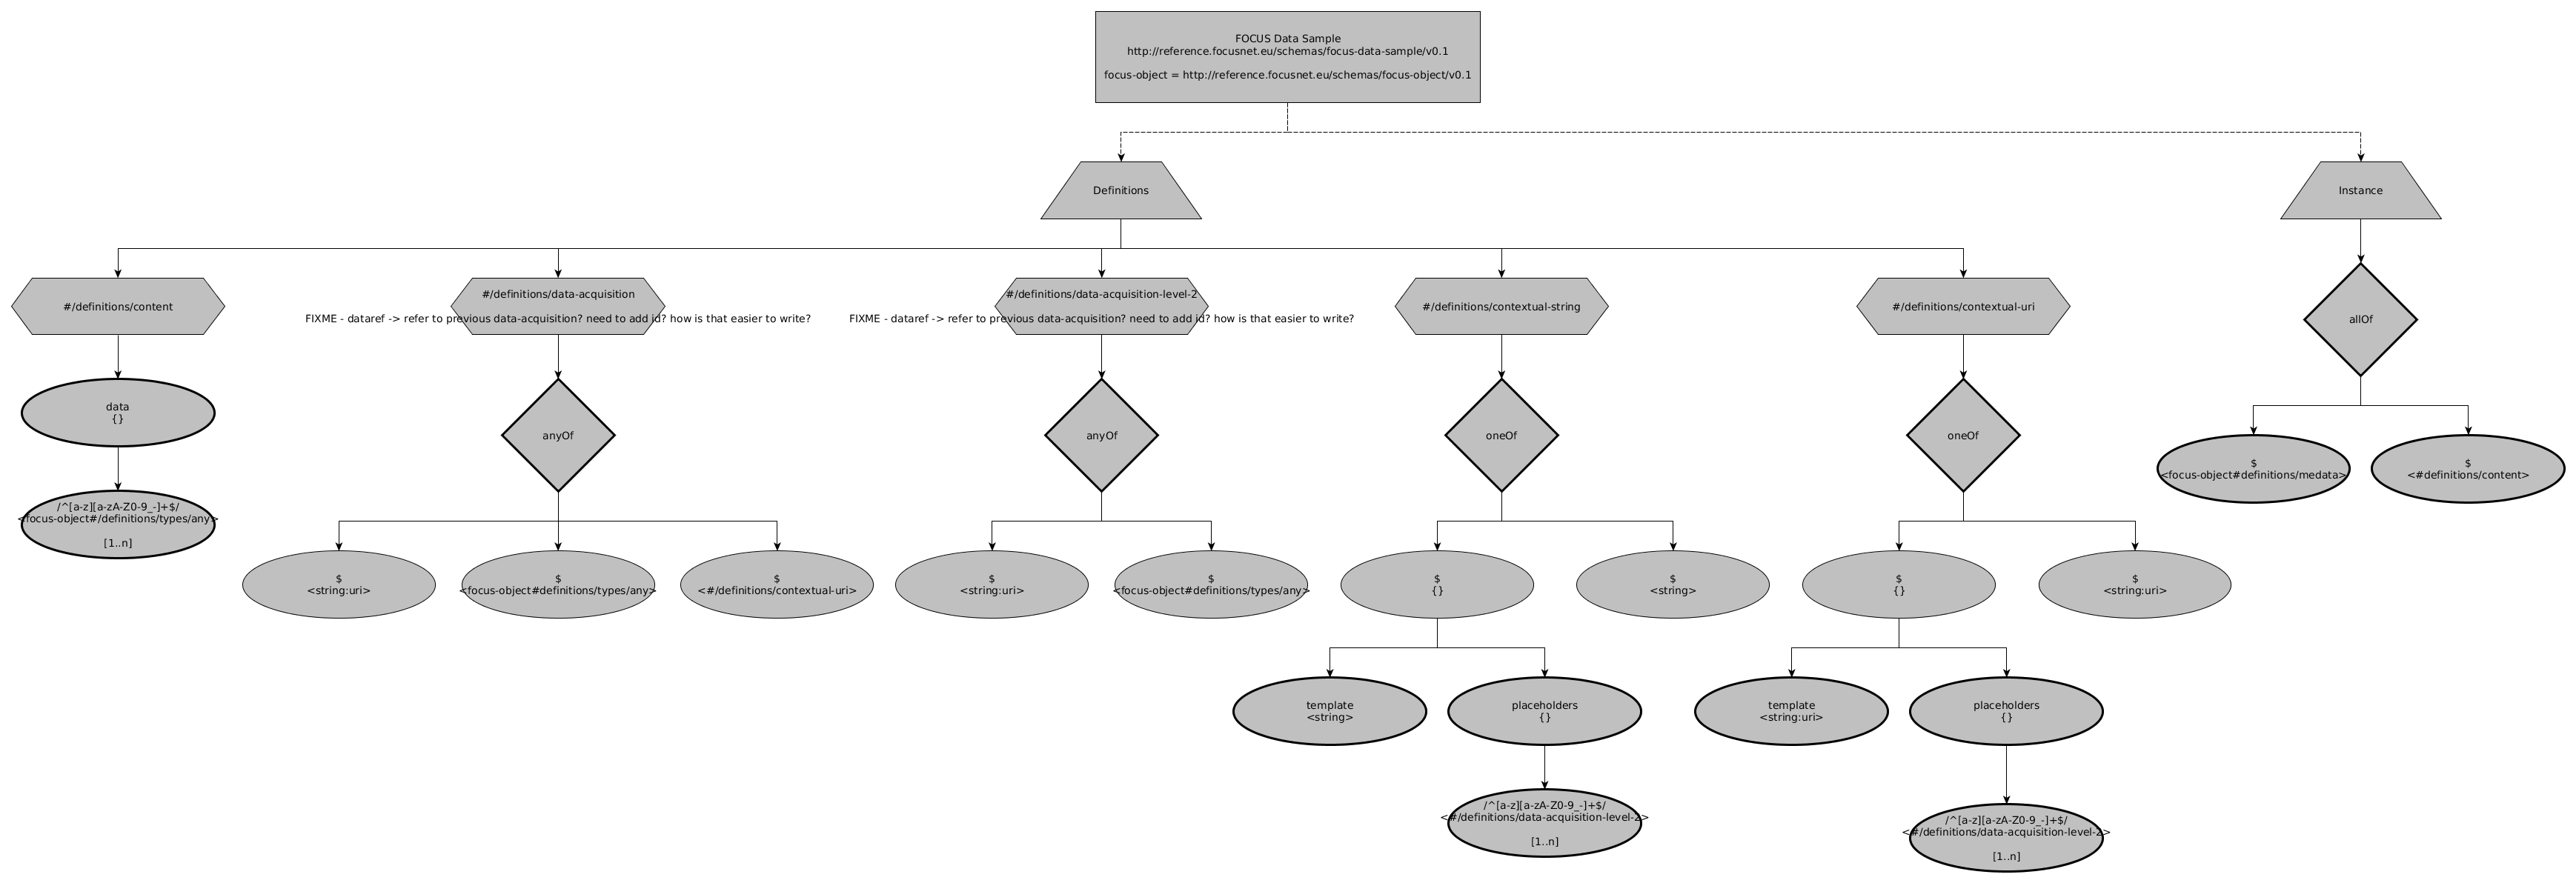 FOCUS Data Sample
http://reference.focusnet.eu/schemas/focus-data-sample/v0.1
focus-object = http://reference.focusnet.eu/schemas/focus-object/v0.1
Definitions
Instance
#/definitions/content
#/definitions/data-acquisition
FIXME - dataref -> refer to previous data-acquisition? need to add id? how is that easier to write?
#/definitions/data-acquisition-level-2
FIXME - dataref -> refer to previous data-acquisition? need to add id? how is that easier to write?
#/definitions/contextual-string
#/definitions/contextual-uri
allOf
data
{}
anyOf
anyOf
oneOf
oneOf
$
<focus-object#definitions/medata>
$
<#definitions/content>
/^[a-z][a-zA-Z0-9_-]+$/
<focus-object#/definitions/types/any>
[1..n]
$
<string:uri>
$
<focus-object#definitions/types/any>
$
<#/definitions/contextual-uri>
$
<string:uri>
$
<focus-object#definitions/types/any>
$
{}
$
<string>
$
{}
$
<string:uri>
template
<string>
placeholders
{}
template
<string:uri>
placeholders
{}
/^[a-z][a-zA-Z0-9_-]+$/
<#/definitions/data-acquisition-level-2>
[1..n]
/^[a-z][a-zA-Z0-9_-]+$/
<#/definitions/data-acquisition-level-2>
[1..n]